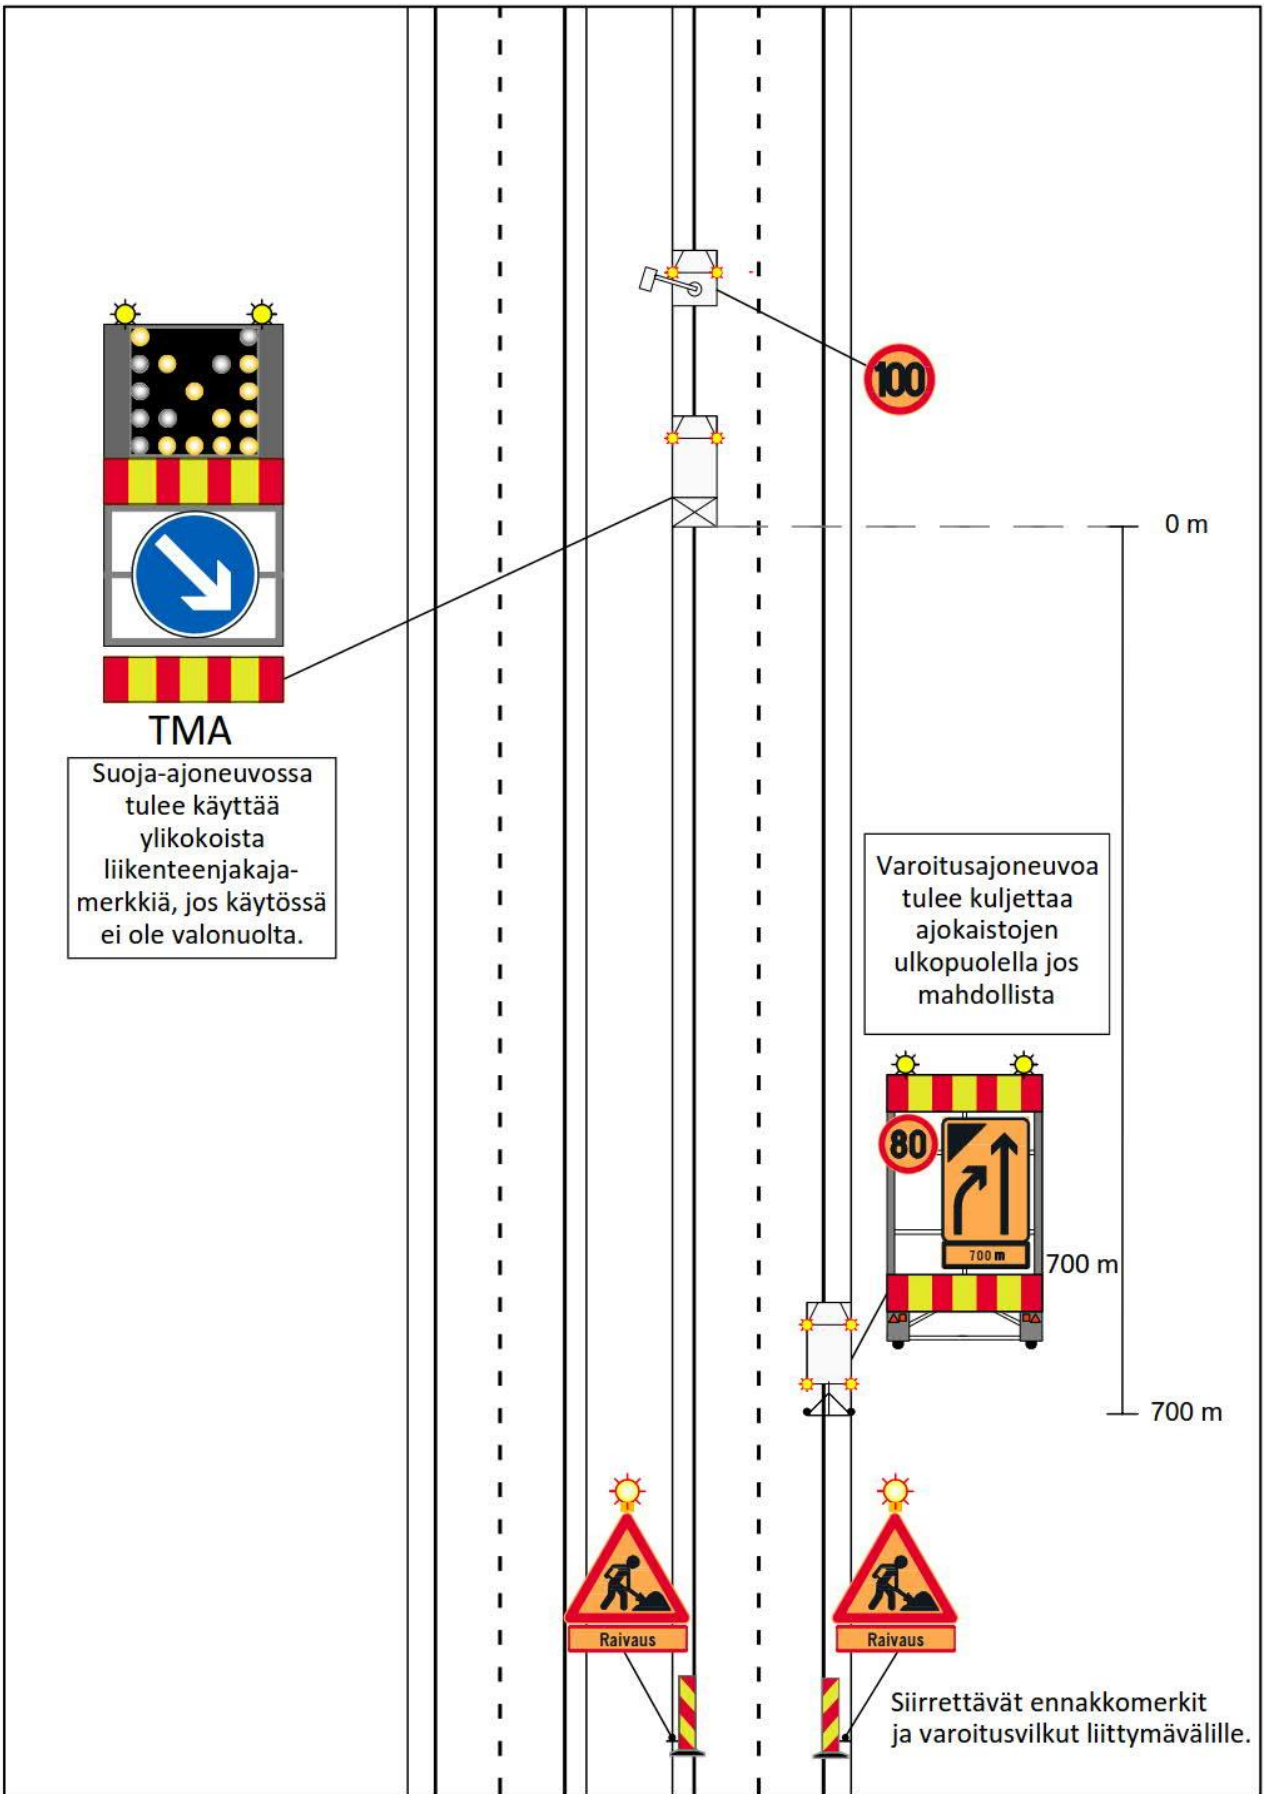 100
0 m
TMA
Suoja-ajoneuvossa
tulee käyttää
ylikokoista
liikenteenjakaja-
merkkiä, jos käytössä
ei ole valonuolta.
Varoitusajoneuvoa
tulee kuljettaa
ajokaistojen
ulkopuolella jos
mahdollista
80
700 m
700 m
700 m
Raivaus
Raivaus
Siirrettävät ennakkomerkit
ja varoitusvilkut liittymävälille.